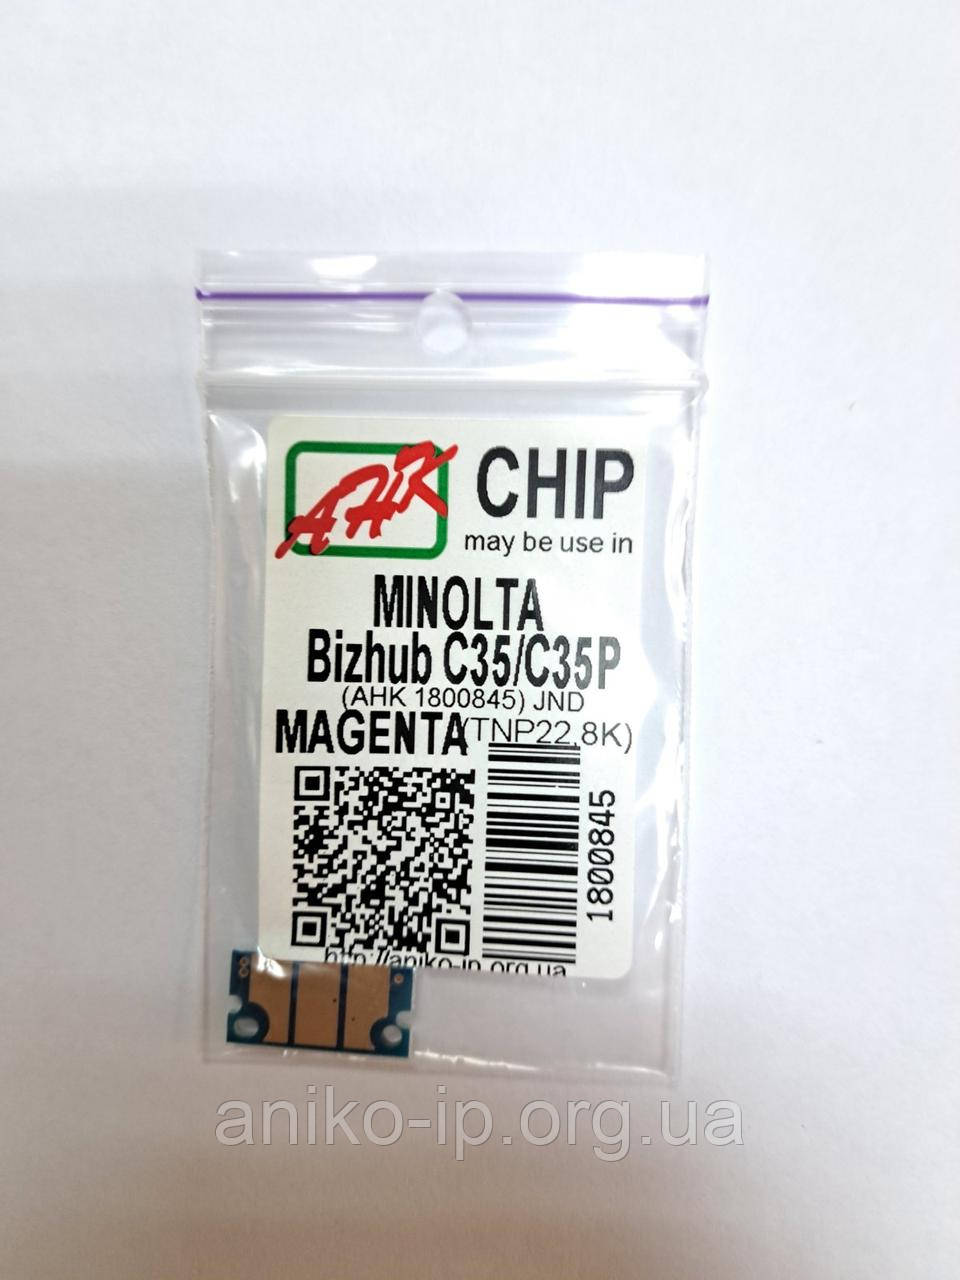 AHK
CHIP
may be use in
MINOLTA
Bizhub C35/C35P
(AHK 1800845) JND
MAGENTA(TNP22,8K)
1800845
http://aniko-ip.org.ua
aniko-ip.org.ua